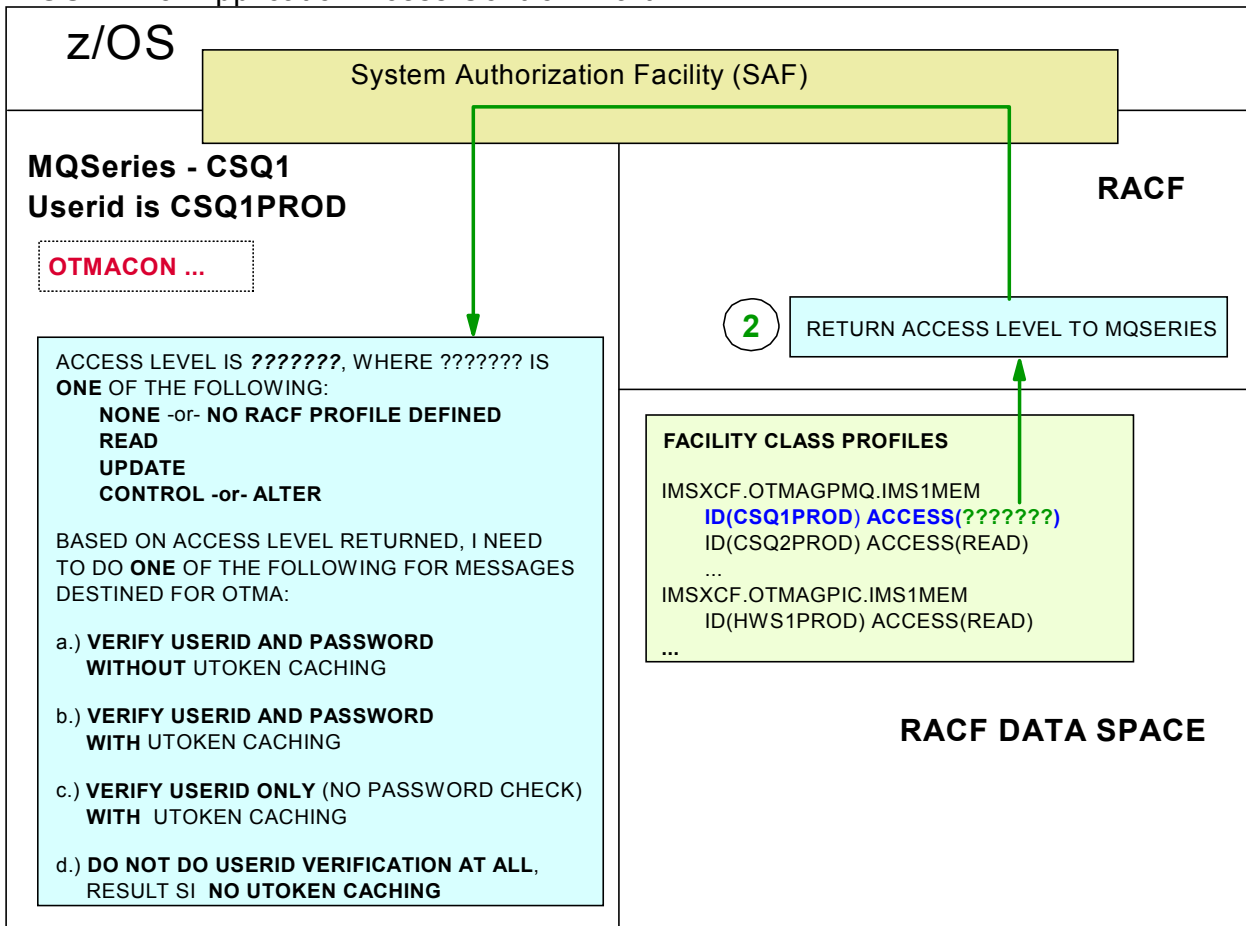 z/OS
System Authorization Facility (SAF)
MQSeries - CSQ1
Userid is CSQ1PROD
OTMACON ...
ACCESS LEVEL IS ???????, WHERE ??????? IS
ONE OF THE FOLLOWING:
NONE -or- NO RACF PROFILE DEFINED
READ
UPDATE
CONTROL -or- ALTER
BASED ON ACCESS LEVEL RETURNED, I NEED
TO DO ONE OF THE FOLLOWING FOR MESSAGES
DESTINED FOR OTMA:
a.) VERIFY USERID AND PASSWORD
WITHOUT UTOKEN CACHING
b.) VERIFY USERID AND PASSWORD
WITH UTOKEN CACHING
c.) VERIFY USERID ONLY (NO PASSWORD CHECK)
WITH UTOKEN CACHING
d.) DO NOT DO USERID VERIFICATION AT ALL,
RESULT SI NO UTOKEN CACHING
RACF
2
RETURN ACCESS LEVEL TO MQSERIES
FACILITY CLASS PROFILES
IMSXCF.OTMAGPMQ.IMS1MEM
ID(CSQ1PROD) ACCESS(???????)
ID(CSQ2PROD) ACCESS(READ)
...
IMSXCF.OTMAGPIC.IMS1MEM
ID(HWS1PROD) ACCESS(READ)
...
RACF DATA SPACE